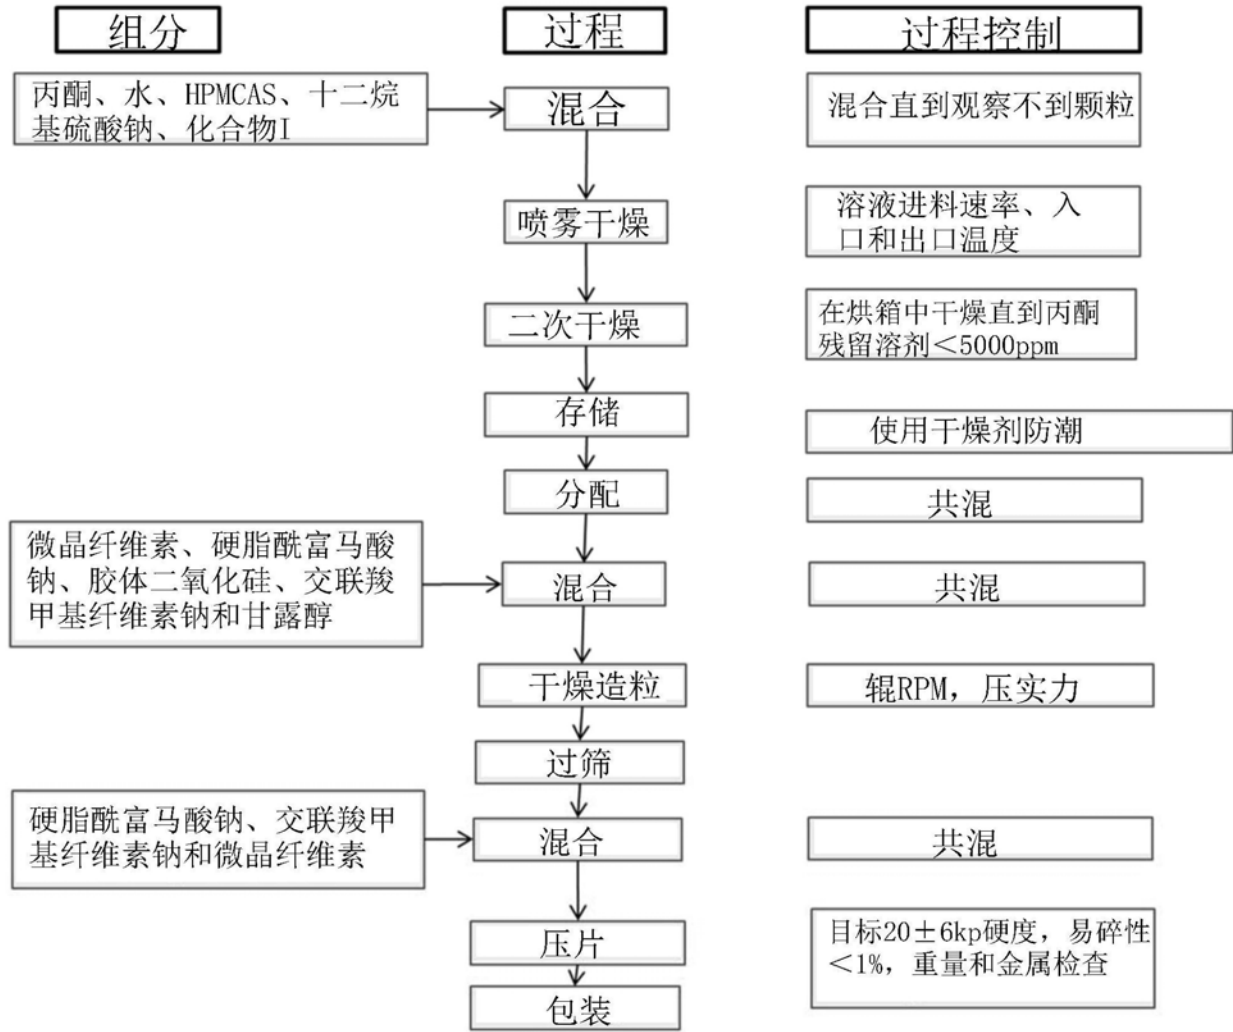 组分
过程
过程控制
丙酮、水、HPMCAS、十二烷
基硫酸钠、化合物I
混合
混合直到观察不到颗粒
喷雾干燥
溶液进料速率、入
口和出口温度
二次干燥
在烘箱中干燥直到丙酮
残留溶剂＜5000ppm
存储
使用干燥剂防潮
分配
共混
微晶纤维素、硬脂酰富马酸
钠、胶体二氧化硅、交联羧
甲基纤维素钠和甘露醇
混合
共混
干燥造粒
辊RPM，压实力
过筛
硬脂酰富马酸钠、交联羧甲
基纤维素钠和微晶纤维素
混合
共混
压片
目标20±6kp硬度，易碎性
＜1%，重量和金属检查
包装